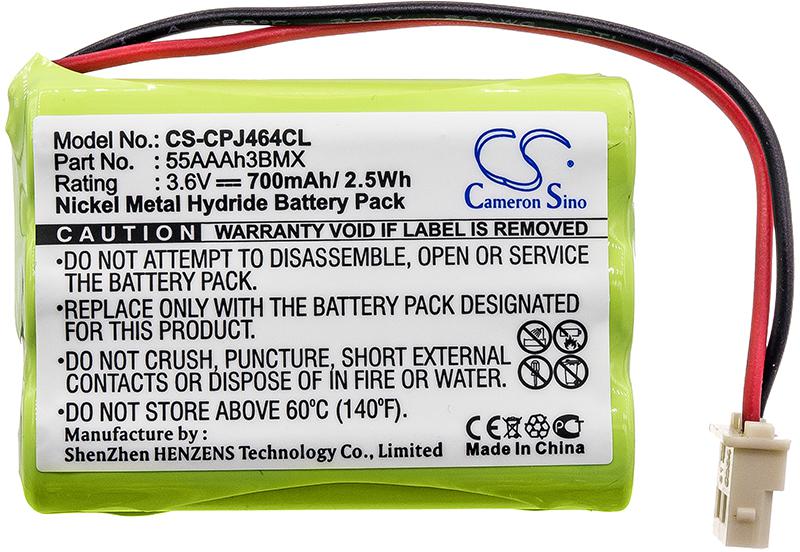 Model No.: CS-CPJ464CL
Part No. : 55AAAh3BMX
Rating : 3.6V 700mAh/ 2.5Wh
Nickel Metal Hydride Battery Pack
CS
Cameron Sino
CAUTION WARRANTY VOID IF LABEL IS REMOVED
•DO NOT ATTEMPT TO DISASSEMBLE, OPEN OR SERVICE
THE BATTERY PACK.
•REPLACE ONLY WITH THE BATTERY PACK DESIGNATED
FOR THIS PRODUCT.
•DO NOT CRUSH, PUNCTURE, SHORT EXTERNAL
CONTACTS OR DISPOSE IN FIRE OR WATER.
•DO NOT STORE ABOVE 60°C (140°F).
Manufacture by :
ShenZhen HENZENS Technology Co., Limited
CE
Made In China